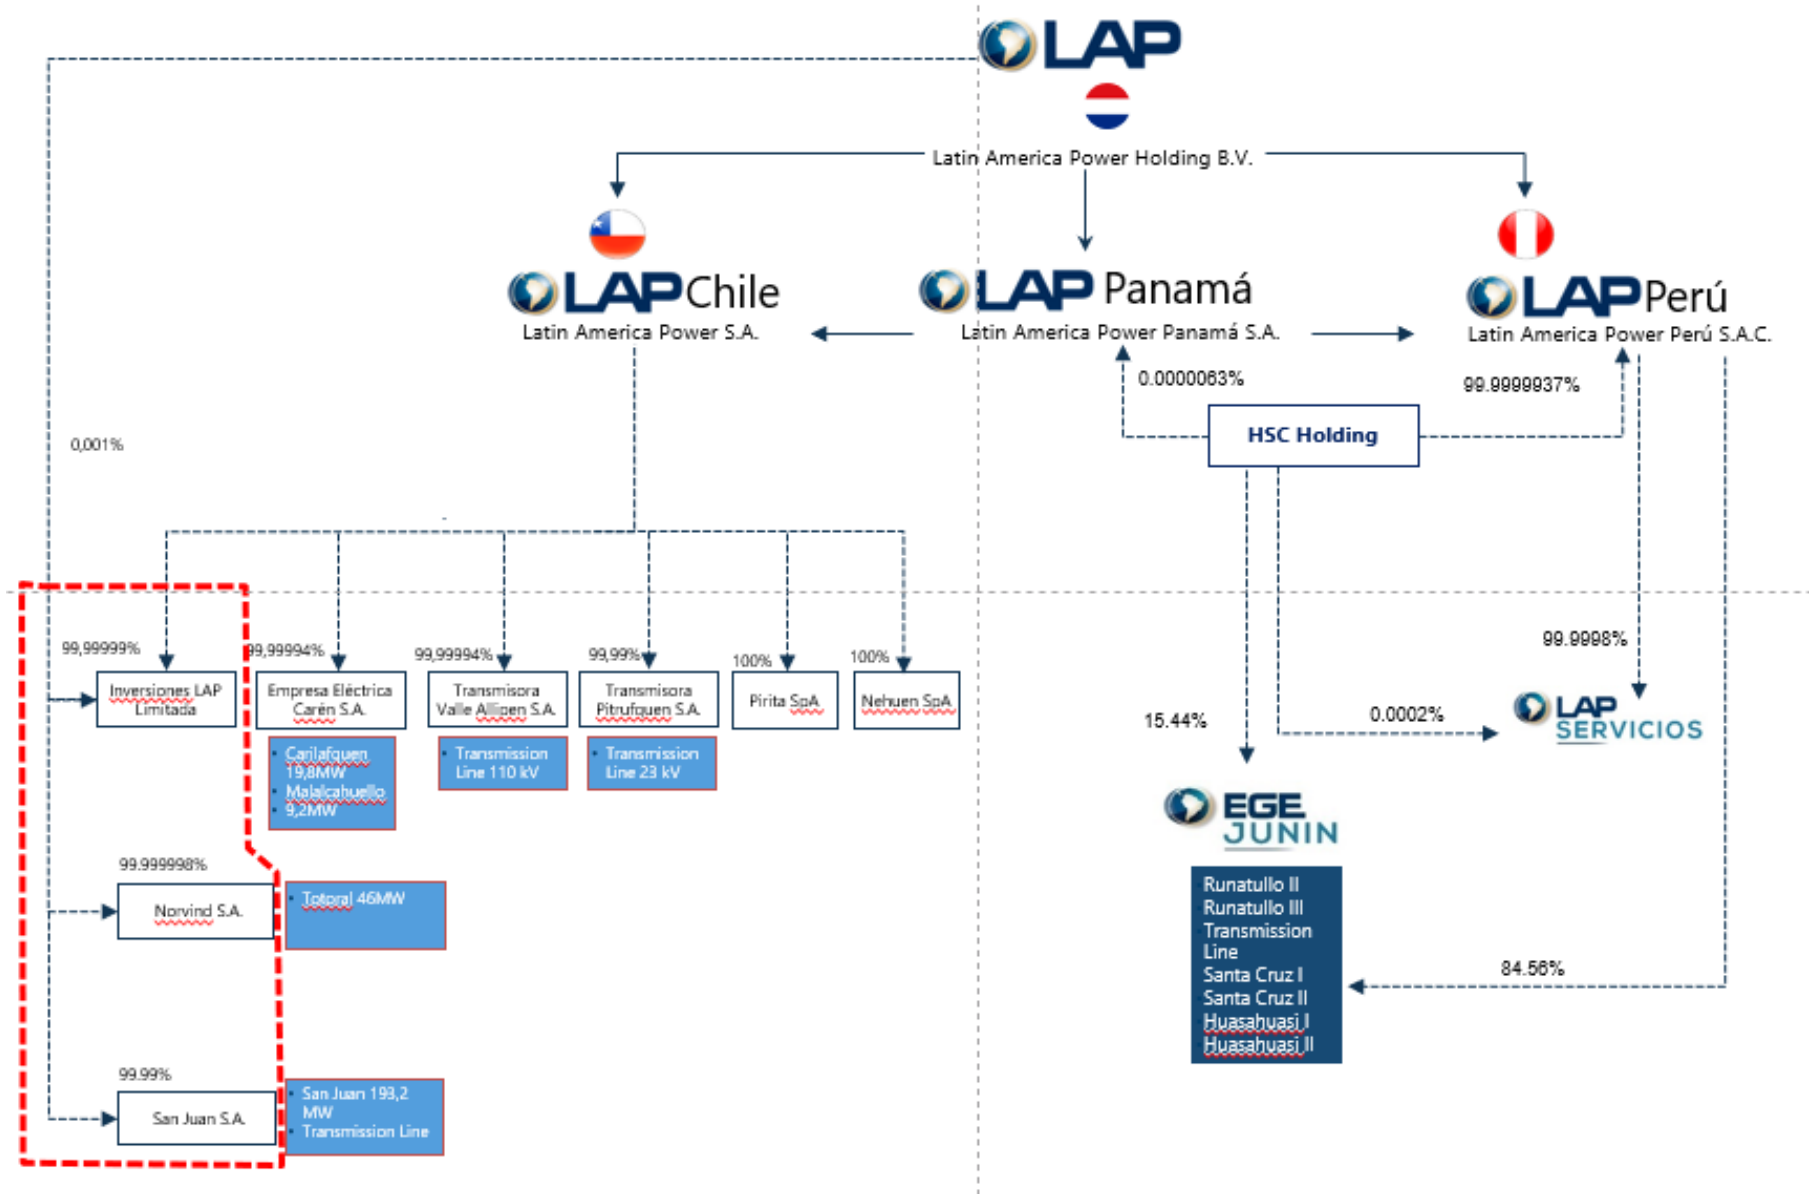 LAP
Latin America Power Holding B.V.
LAP Chile
Latin America Power S.A.
LAP Panamá
Latin America Power Panamá S.A.
LAP Perú
Latin America Power Perú S.A.C.
0.0000063%
99.9999937%
HSC Holding
0,001%
-
99,99999%
Inversiones LAP
Limitada
99,99994%
Empresa Eléctrica
Carén S.A.
• Carilafquen
19,8MW
• Malalcahuello
• 9,2MW
99,99994%
Transmisora
Valle Allipen S.A.
• Transmission
Line 110 kV
99,99%
Transmisora
Pitrufquen S.A.
• Transmission
Line 23 kV
100%
Pirita SpA
100%
Nehuen SpA
99.999998%
Norvind S.A.
• Totoral 46MW
99.99%
San Juan S.A.
• San Juan 193,2
MW
• Transmission Line
99.9998%
0.0002%
LAP
SERVICIOS
15.44%
EGE
JUNIN
Runatullo II
Runatullo III
Transmission
Line
Santa Cruz I
Santa Cruz II
Huasahuasi I
Huasahuasi II
84.56%